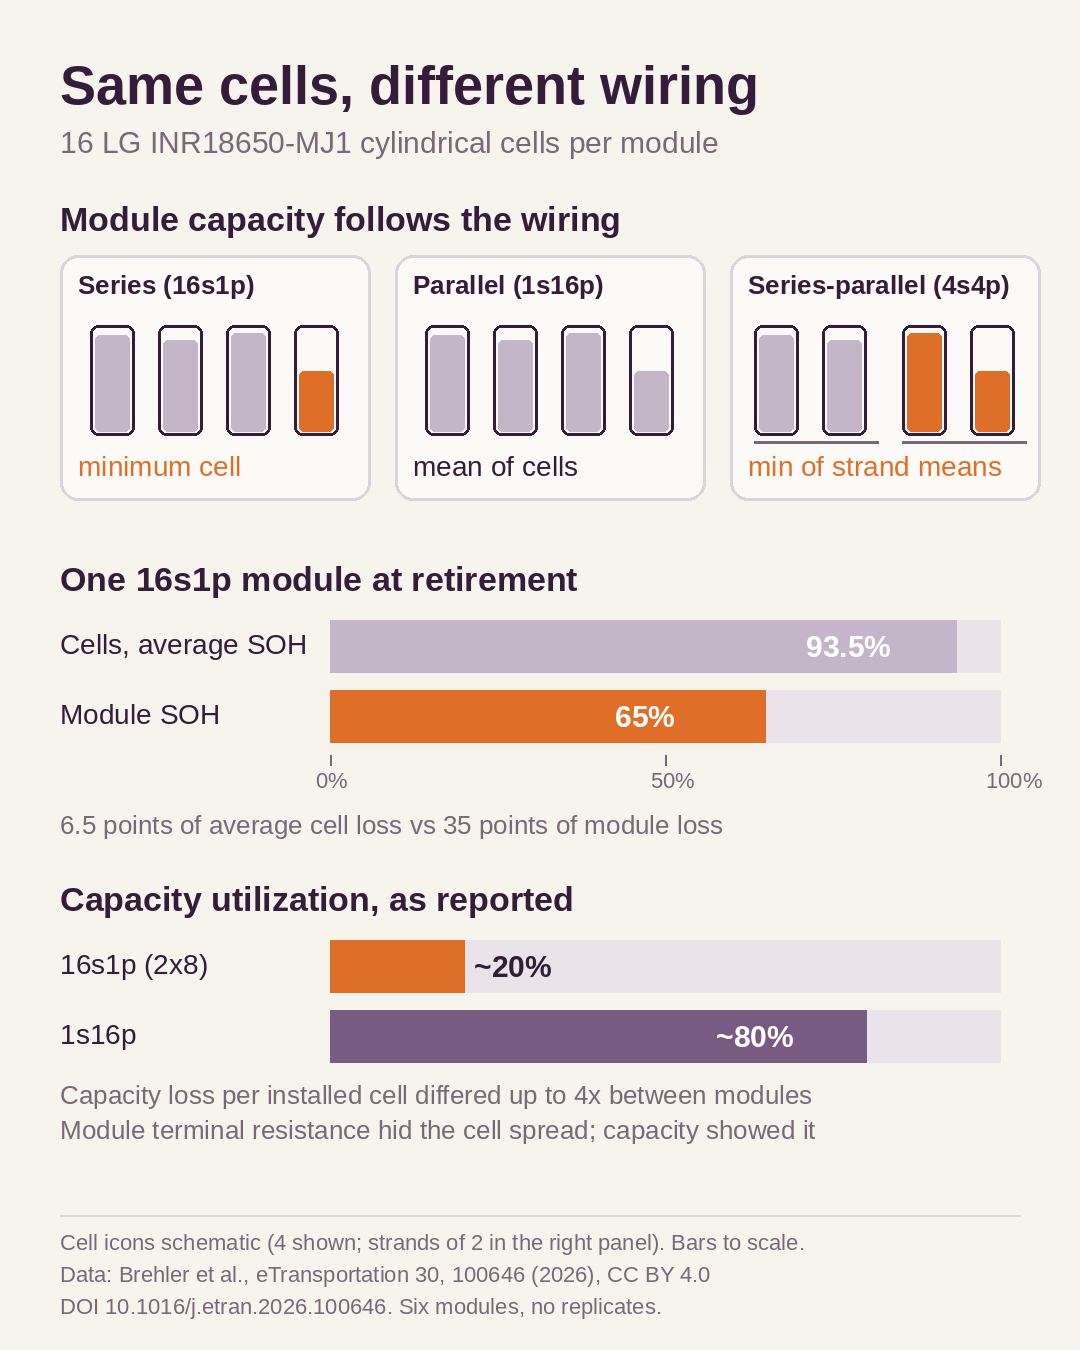 Same cells, different wiring
16 LG INR18650-MJ1 cylindrical cells per module
Module capacity follows the wiring
Series (16s1p)
minimum cell
Parallel (1s16p)
mean of cells
Series-parallel (4s4p)
min of strand means
One 16s1p module at retirement
Cells, average SOH
93.5%
Module SOH
65%
0%
50%
100%
6.5 points of average cell loss vs 35 points of module loss
Capacity utilization, as reported
16s1p (2x8)
~20%
1s16p
~80%
Capacity loss per installed cell differed up to 4x between modules
Module terminal resistance hid the cell spread; capacity showed it
Cell icons schematic (4 shown; strands of 2 in the right panel). Bars to scale.
Data: Brehler et al., eTransportation 30, 100646 (2026), CC BY 4.0
DOI 10.1016/j.etran.2026.100646. Six modules, no replicates.